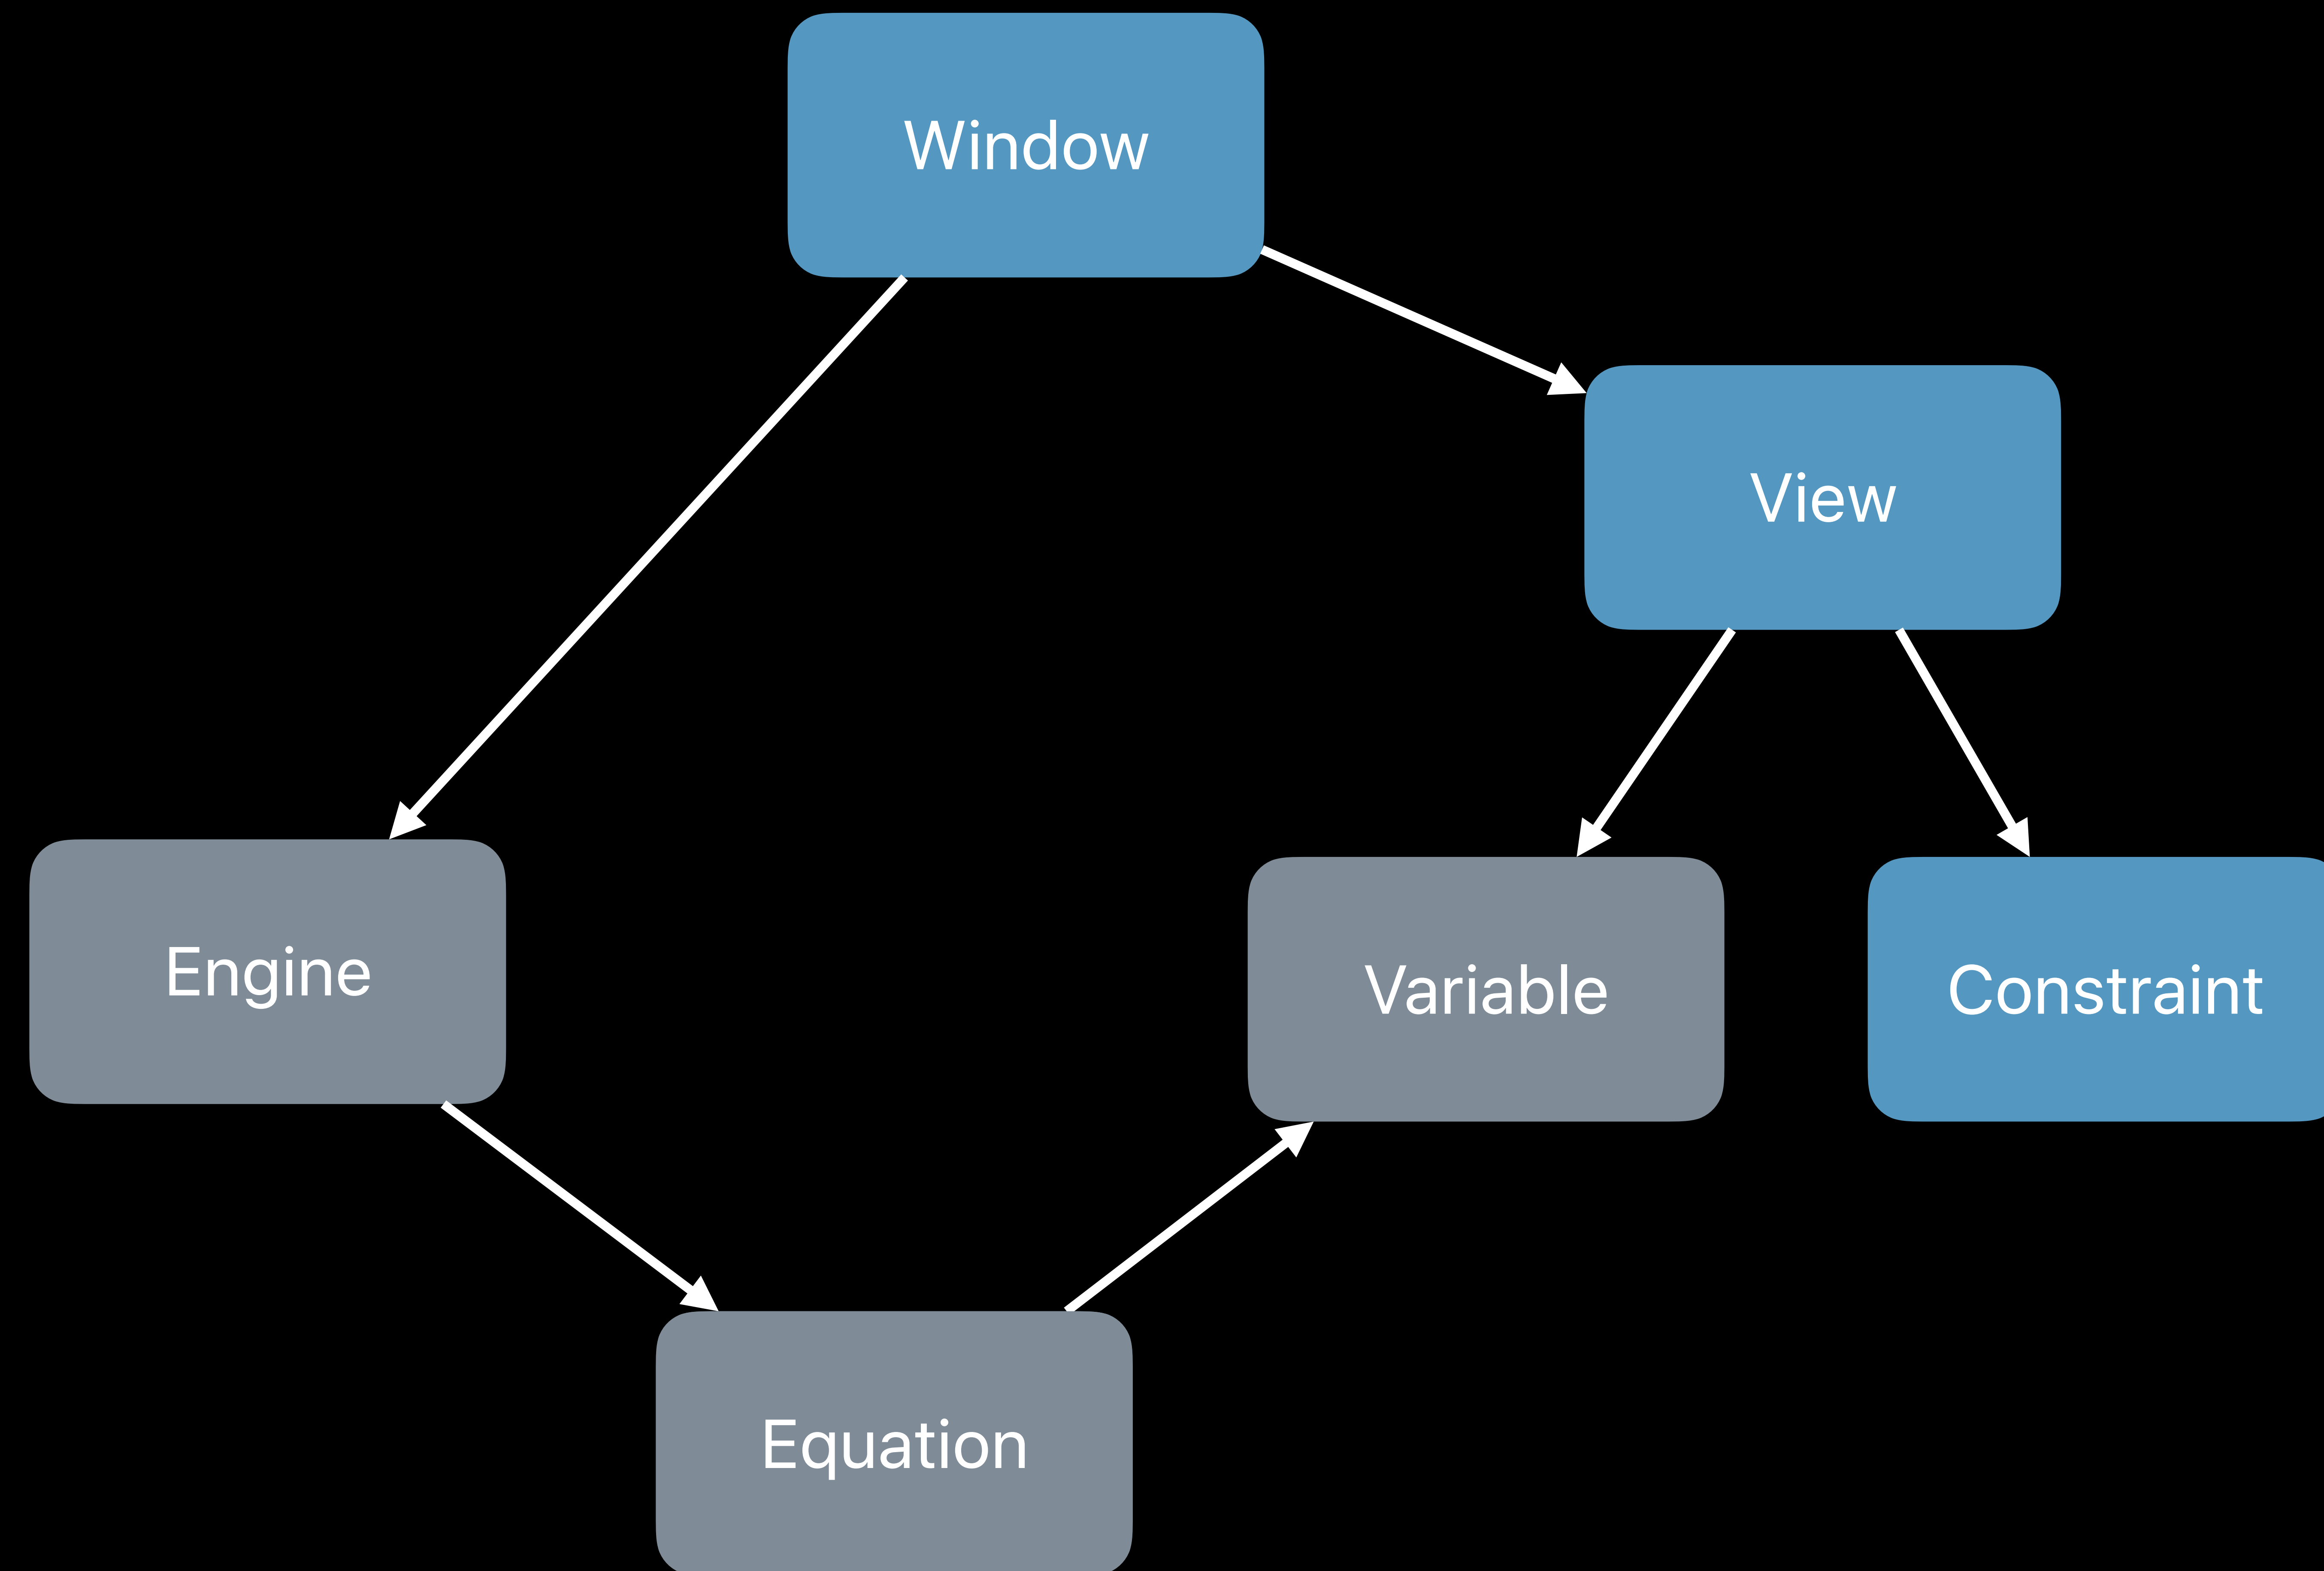 Window
View
Engine
Variable
Constraint
Equation